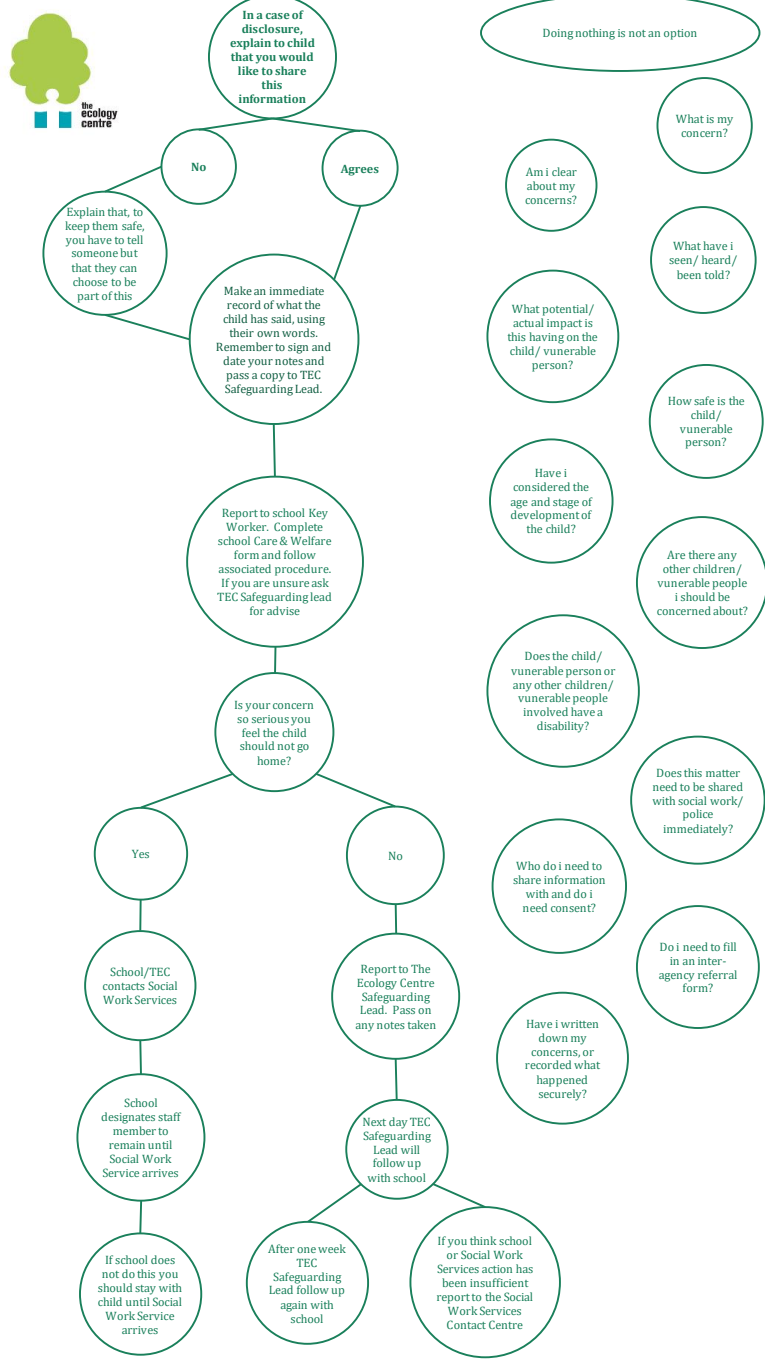 the
ecology
centre
In a case of
disclosure,
explain to child
that you would
like to share
this
information
No
Agrees
Explain that, to
keep them safe,
you have to tell
someone but
that they can
choose to be
part of this
Make an immediate
record of what the
child has said, using
their own words.
Remember to sign and
date your notes and
pass a copy to TEC
Safeguarding Lead.
Report to school Key
Worker. Complete
school Care & Welfare
form and follow
associated procedure.
If you are unsure ask
TEC Safeguarding lead
for advise
Is your concern
so serious you
feel the child
should not go
home?
Yes
School/TEC
contacts Social
Work Services
School
designates staff
member to
remain until
Social Work
Service arrives
If school does
not do this you
should stay with
child until Social
Work Service
arrives
No
Report to The
Ecology Centre
Safeguarding
Lead. Pass on
any notes taken
Next day TEC
Safeguarding
Lead will
follow up
with school
After one week
TEC
Safeguarding
Lead follow up
again with
school
If you think school
or Social Work
Services action has
been insufficient
report to the Social
Work Services
Contact Centre
Doing nothing is not an option
What is my
concern?
Am i clear
about my
concerns?
What have i
seen/ heard/
been told?
What potential/
actual impact is
this having on the
child/ vunerable
person?
How safe is the
child/
vunerable
person?
Have i
considered the
age and stage of
development of
the child?
Are there any
other children/
vunerable people
i should be
concerned about?
Does the child/
vunerable person or
any other children/
vunerable people
involved have a
disability?
Does this matter
need to be shared
with social work/
police
immediately?
Who do i need to
share information
with and do i
need consent?
Do i need to fill
in an inter-
agency referral
form?
Have i written
down my
concerns, or
recorded what
happened
securely?